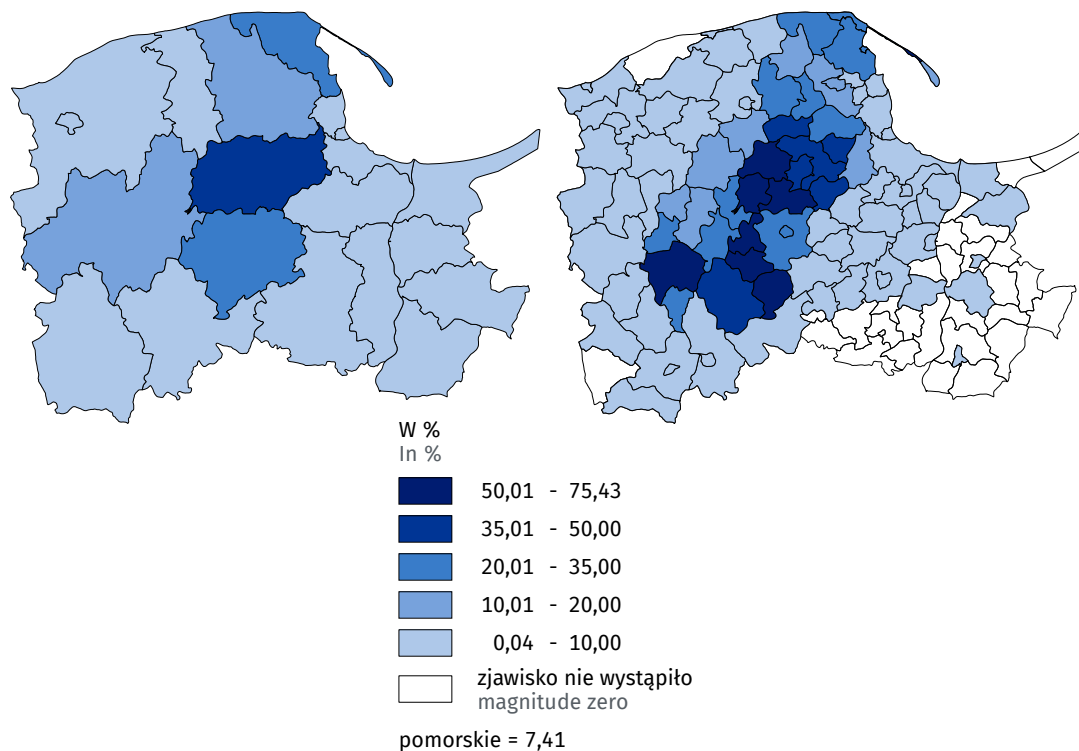 W %
In %
50,01 - 75,43
35,01 - 50,00
20,01 - 35,00
10,01 - 20,00
0,04 - 10,00
zjawisko nie wystąpiło
magnitude zero
pomorskie = 7,41